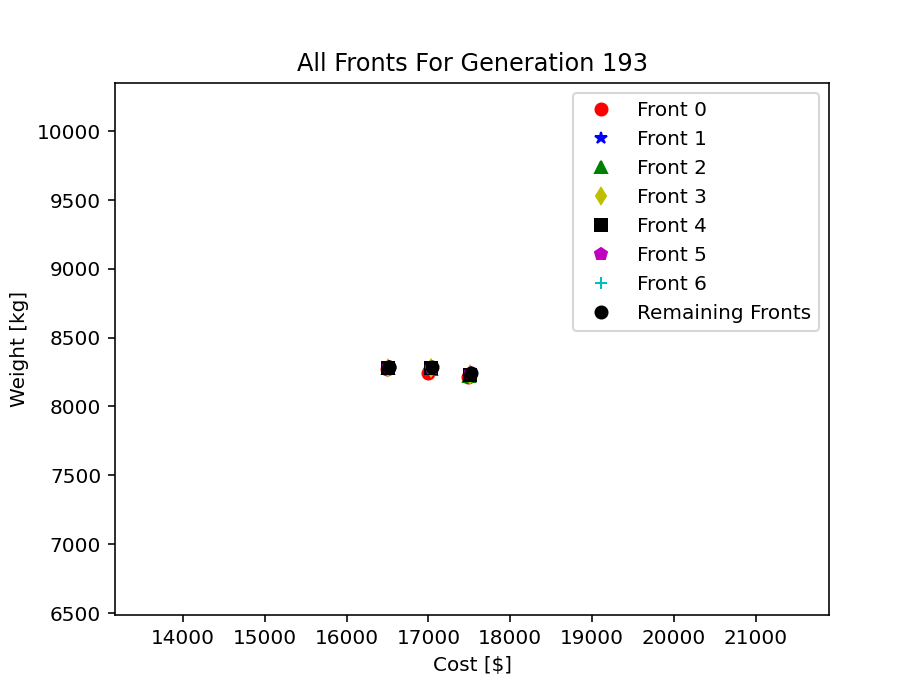 All Fronts For Generation 193
Front 0
Front 1
Front 2
Front 3
Front 4
Front 5
Front 6
Remaining Fronts
Weight [kg]
10000
9500
9000
8500
8000
7500
7000
6500
14000 15000 16000 17000 18000 19000 20000 21000
Cost [$]